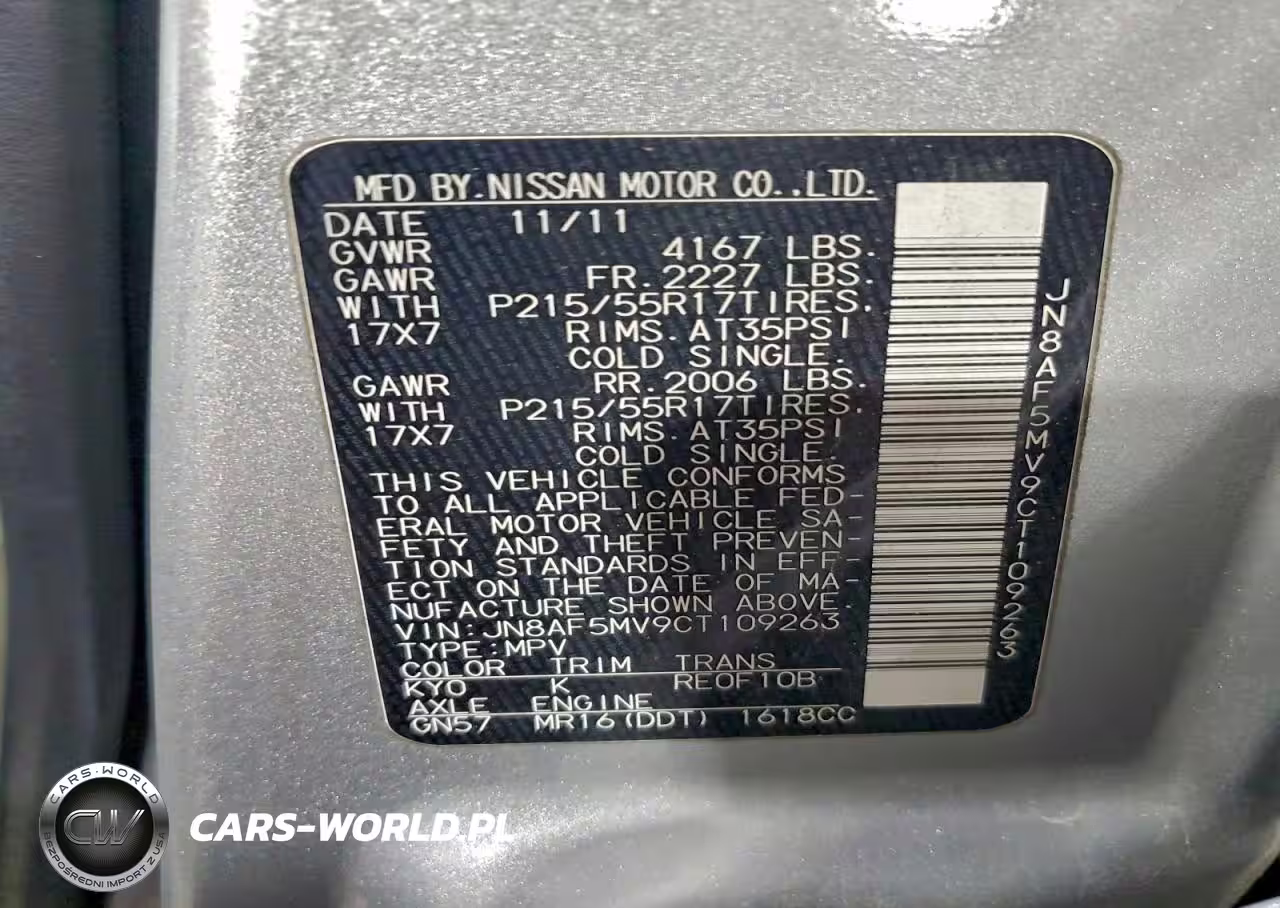 MFD BY.NISSAN MOTOR CO.,LTD.
DATE 11/11
GVWR 4167 LBS.
GAWR FR.2227 LBS.
WITH P215/55R17TIRES.
17X7 RIMS.AT35PSI
COLD SINGLE.
GAWR RR.2006 LBS.
WITH P215/55R17TIRES.
17X7 RIMS.AT35PSI
COLD SINGLE.
THIS VEHICLE CONFORMS
TO ALL APPLICABLE FED-
ERAL MOTOR VEHICLE SA-
FETY AND THEFT PREVEN-
TION STANDARDS IN EFF-
ECT ON THE DATE OF MA-
NUFACTURE SHOWN ABOVE.
VIN:JN8AF5MV9CT109263
TYPE:MPV
COLOR TRIM TRANS
KY0 K RE0F10B
AXLE ENGINE
GN57 MR16(DDT) 1618CC
JN8AF5MV9CT109263
CARS-WORLD
CW
BEZPOŚREDNI IMPORT Z USA
CARS-WORLD.PL